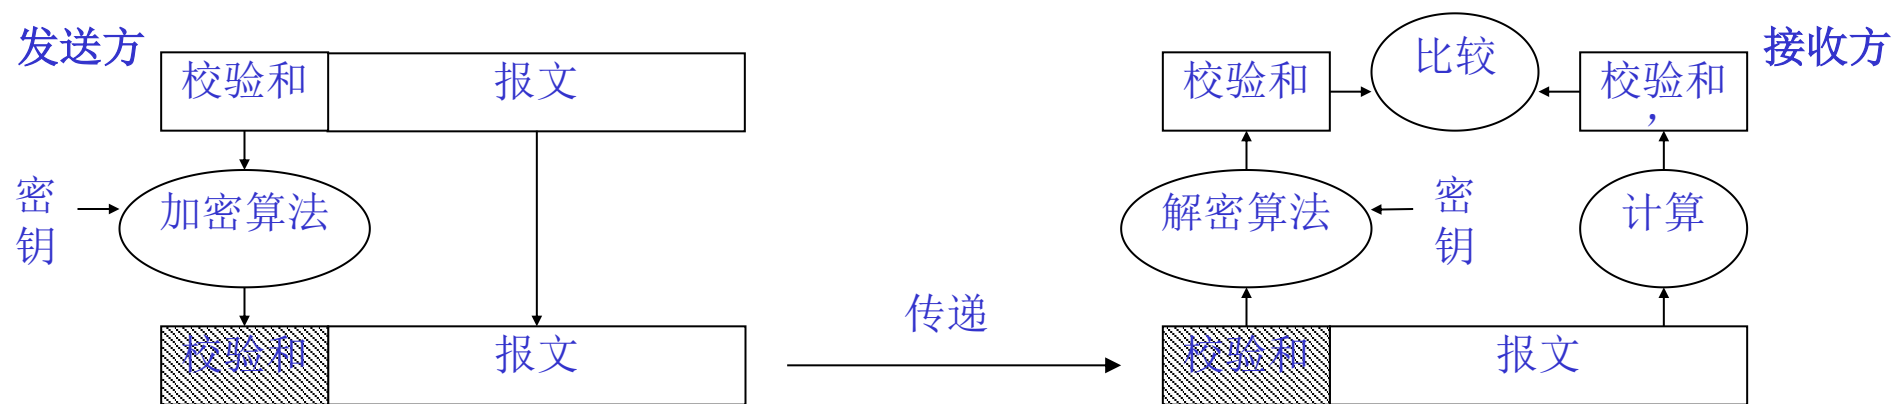 发送方
校验和
报文
密
钥
加密算法
校验和
报文
传递
校验和
比较
校验和
，
接收方
解密算法
密
钥
计算
校验和
报文